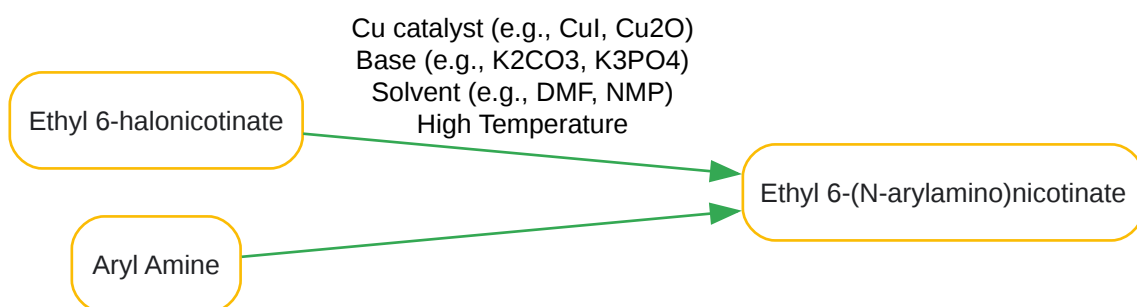 Cu catalyst (e.g., CuI, Cu2O)
Base (e.g., K2CO3, K3PO4)
Solvent (e.g., DMF, NMP)
High Temperature
Ethyl 6-halonicotinate
Ethyl 6-(N-arylamino)nicotinate
Aryl Amine